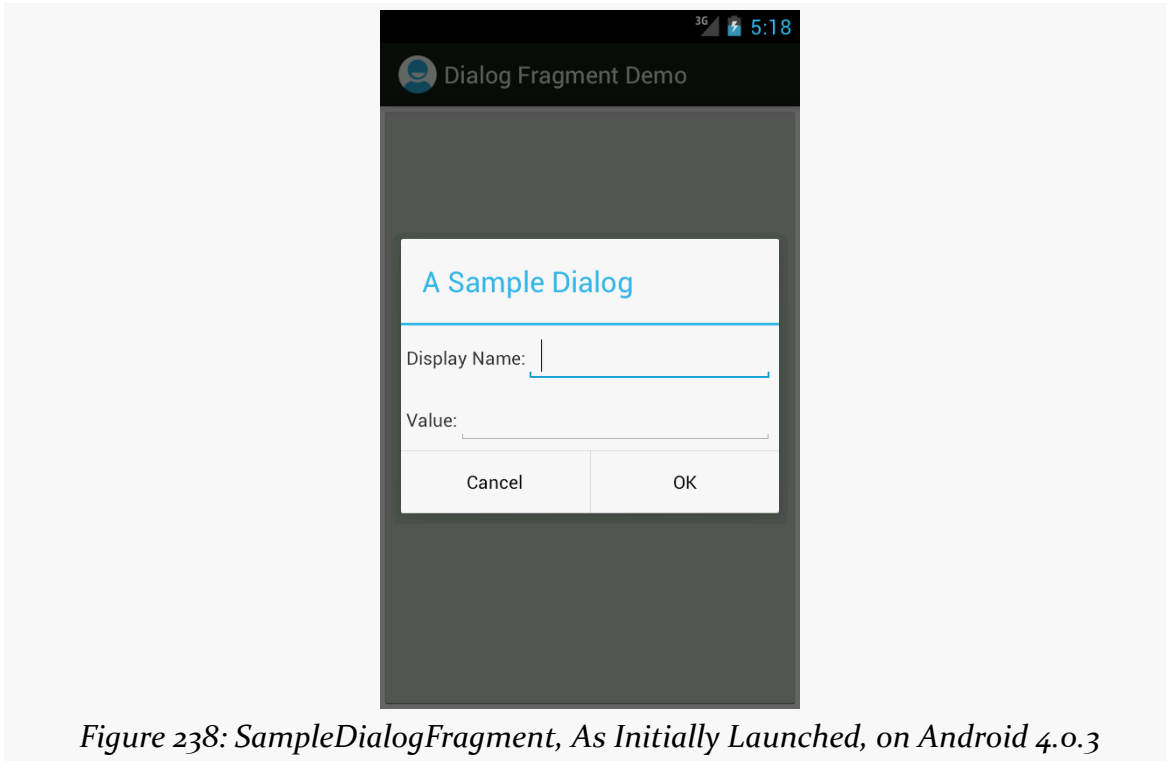 3G 5:18
Dialog Fragment Demo
A Sample Dialog
Display Name:
Value:
Cancel OK
Figure 238: SampleDialogFragment, As Initially Launched, on Android 4.0.3